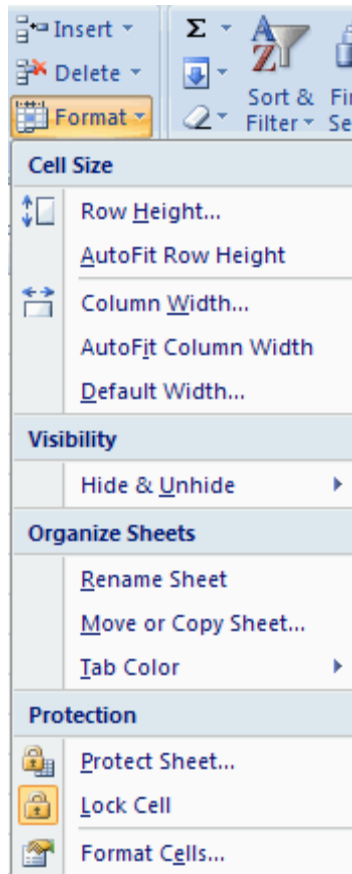 Insert
Σ
Delete
Sort & Fi
Format
Filter Se
Cell Size
Row Height...
AutoFit Row Height
Column Width...
AutoFit Column Width
Default Width...
Visibility
Hide & Unhide
Organize Sheets
Rename Sheet
Move or Copy Sheet...
Tab Color
Protection
Protect Sheet...
Lock Cell
Format Cells...